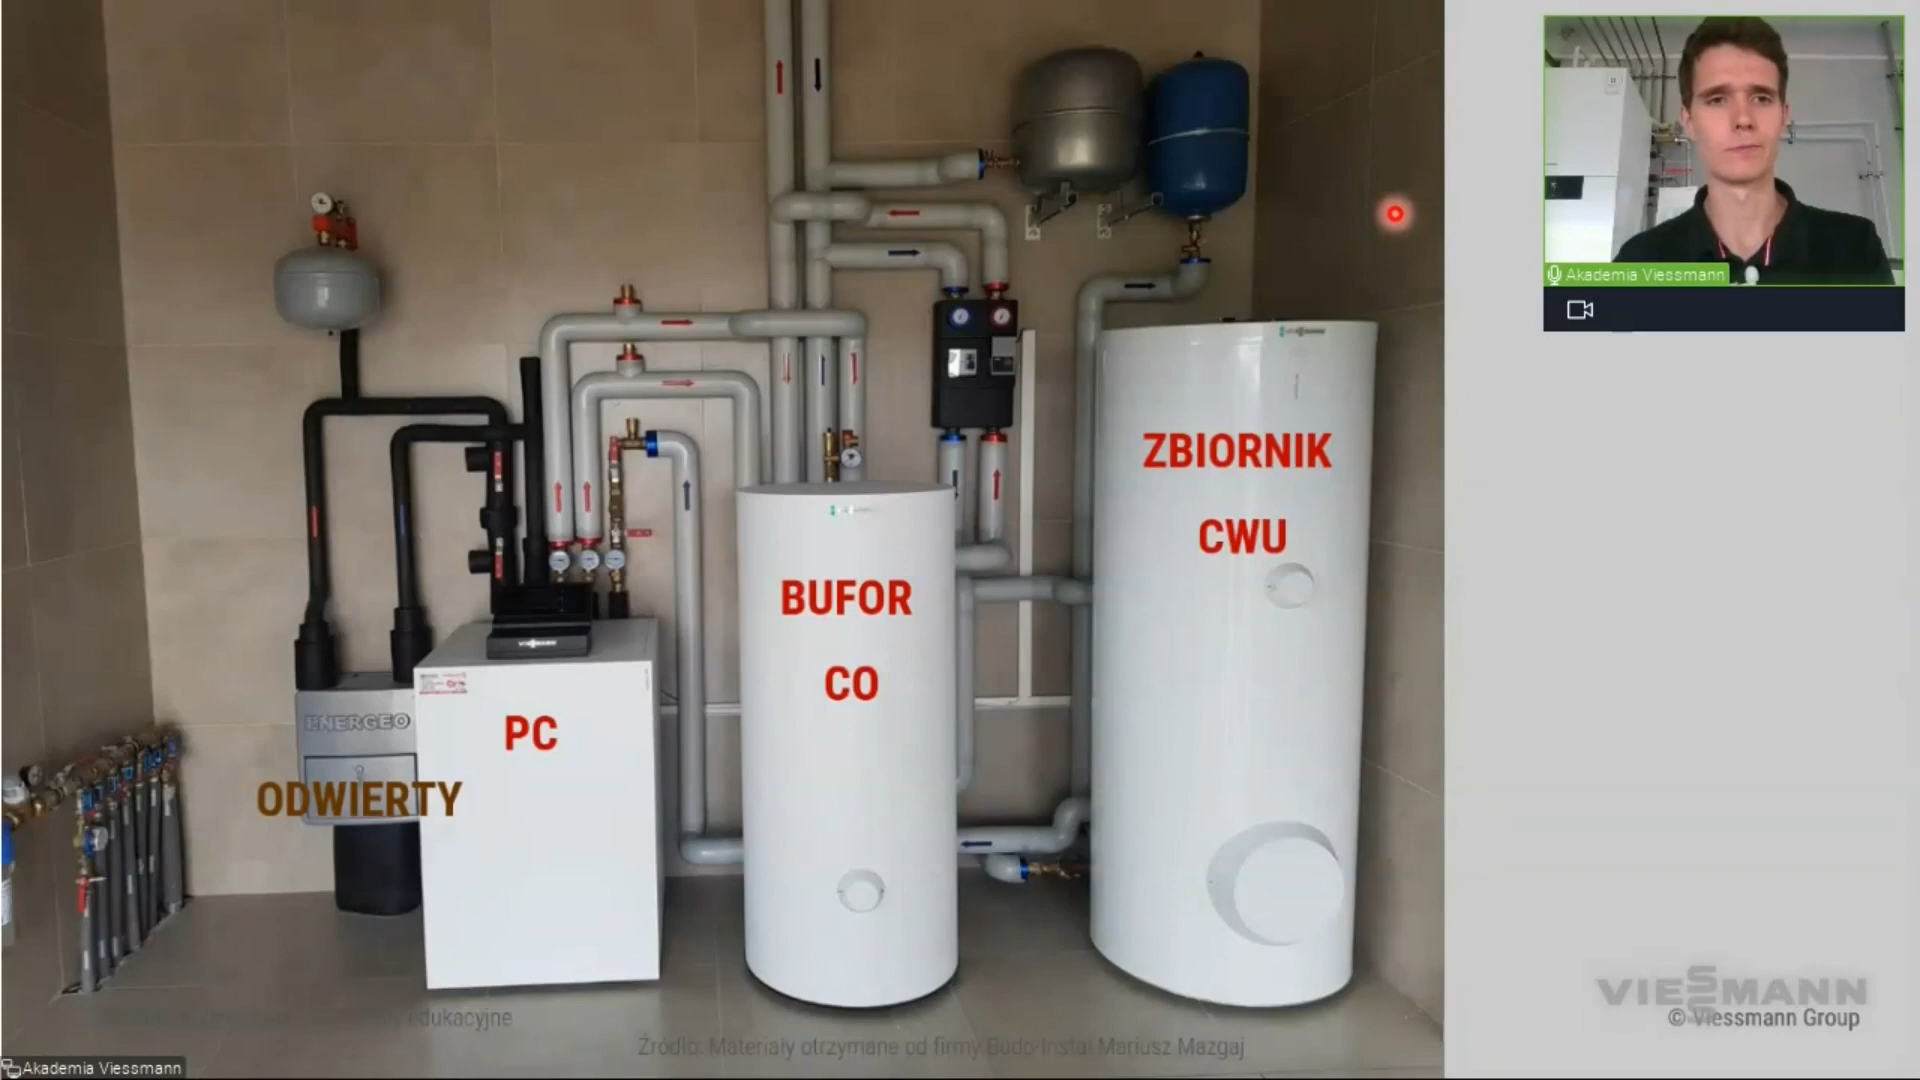 Akademia Viessmann
ZBIORNIK
CWU
BUFOR
CO
VIESMANN
ENERGEO
PC
ODWIERTY
edukacyjne
Źródło: Materiały otrzymane od firmy Budo-Instal Mariusz Mazgaj
VIESSMANN
© Viessmann Group
Akademia Viessmann